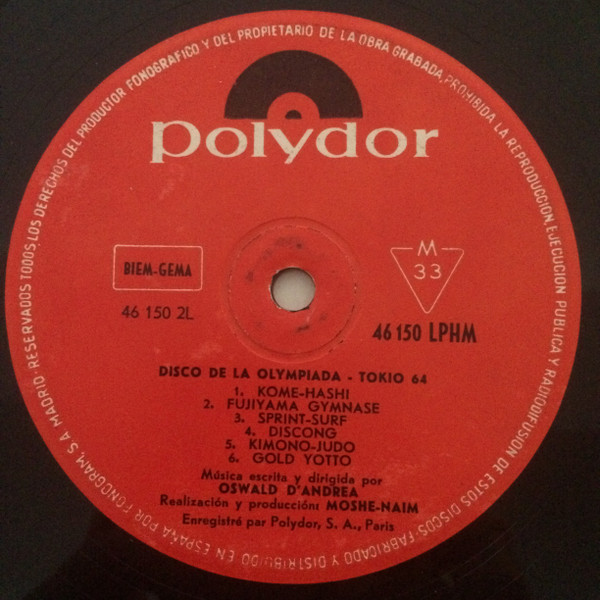 RESERVADOS TODOS LOS DERECHOS DEL PRODUCTOR FONOGRAFICO Y DEL PROPIETARIO DE LA OBRA GRABADA, PROHIBIDA LA REPRODUCCION, EJECUCION PUBLICA Y RADIODIFUSION DE ESTOS DISCOS-FABRICADO Y DISTRIBUIDO EN ESPAÑA POR FONOGRAM, S.A. MADRID-
polydor
BIEM-GEMA
M
33
46 150 2L
46 150 LPHM
DISCO DE LA OLYMPIADA - TOKIO 64
1. KOME-HASHI
2. FUJIYAMA GYMNASE
3. SPRINT-SURF
4. DISCONG
5. KIMONO-JUDO
6. GOLD YOTTO
Música escrita y dirigida por
OSWALD D'ANDREA
Realización y producción: MOSHE-NAIM
Enregistré par Polydor, S. A., Paris